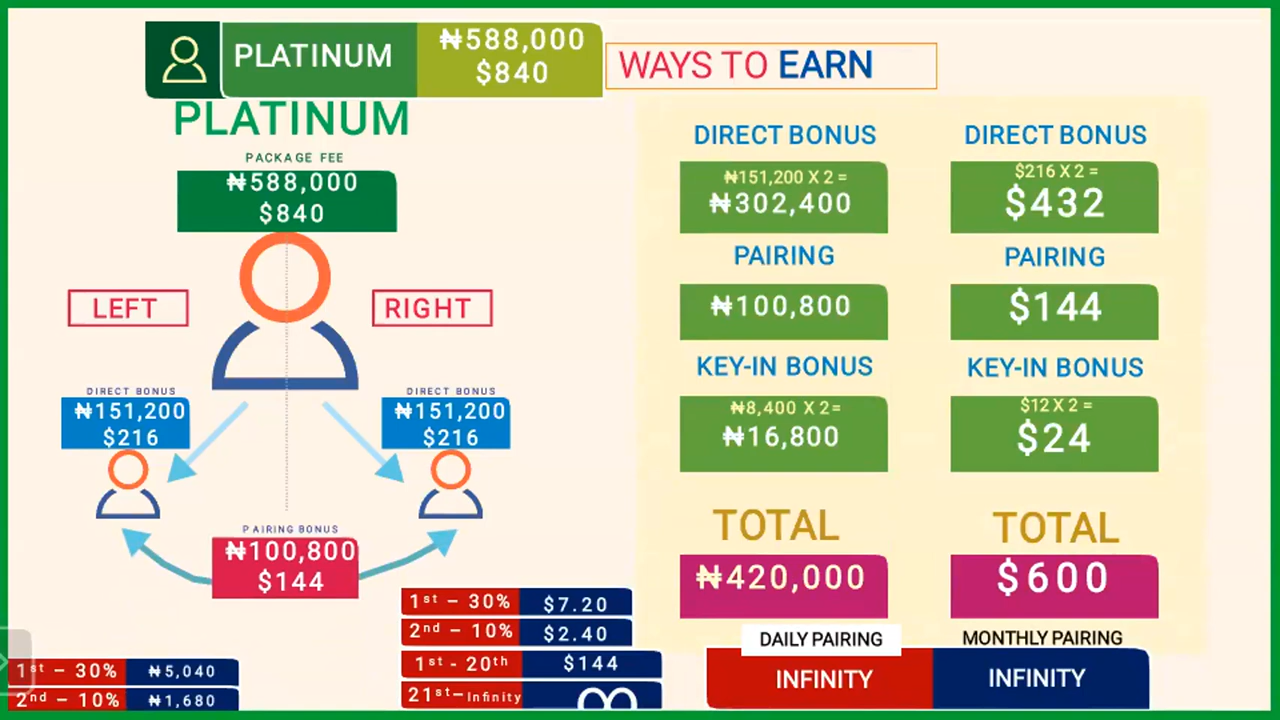 PLATINUM
₦588,000
$840
WAYS TO EARN
PLATINUM
PACKAGE FEE
₦588,000
$840
LEFT
RIGHT
DIRECT BONUS
₦151,200
$216
DIRECT BONUS
₦151,200
$216
PAIRING BONUS
₦100,800
$144
1st – 30% ₦5,040
2nd – 10% ₦1,680
1st – 30% $7.20
2nd – 10% $2.40
1st - 20th $144
21st–Infinity ∞
DIRECT BONUS
₦151,200 X 2 =
₦302,400
PAIRING
₦100,800
KEY-IN BONUS
₦8,400 X 2=
₦16,800
TOTAL
₦420,000
DIRECT BONUS
$216 X 2 =
$432
PAIRING
$144
KEY-IN BONUS
$12 X 2 =
$24
TOTAL
$600
DAILY PAIRING
INFINITY
MONTHLY PAIRING
INFINITY